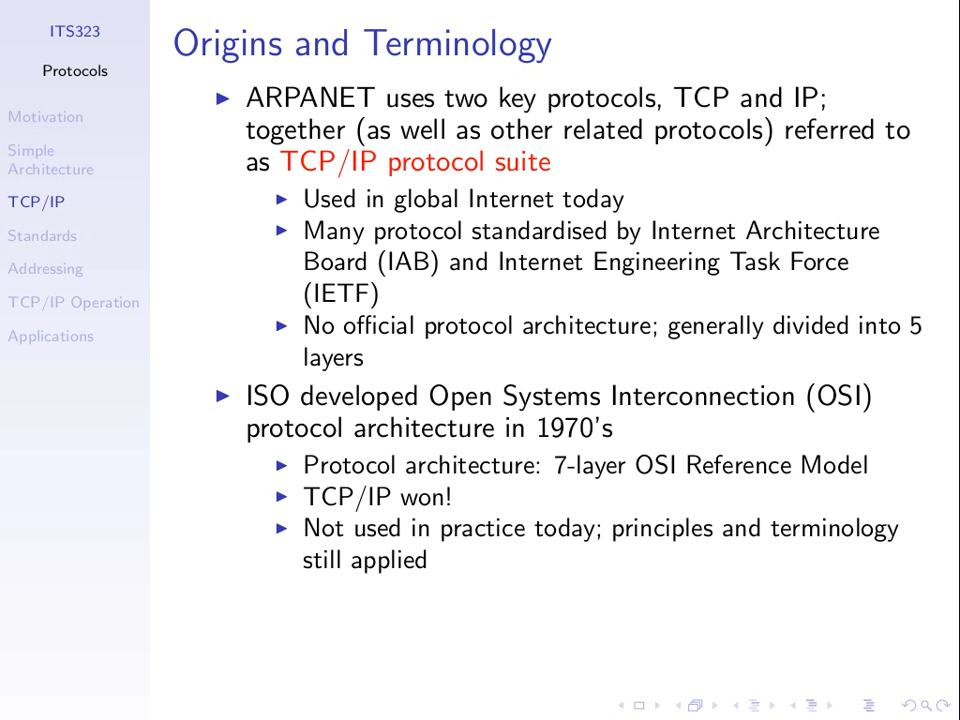 ITS323
Protocols
Motivation
Simple
Architecture
TCP/IP
Standards
Addressing
TCP/IP Operation
Applications
Origins and Terminology
ARPANET uses two key protocols, TCP and IP;
together (as well as other related protocols) referred to
as TCP/IP protocol suite
Used in global Internet today
Many protocol standardised by Internet Architecture
Board (IAB) and Internet Engineering Task Force
(IETF)
No official protocol architecture; generally divided into 5
layers
ISO developed Open Systems Interconnection (OSI)
protocol architecture in 1970's
Protocol architecture: 7-layer OSI Reference Model
TCP/IP won!
Not used in practice today; principles and terminology
still applied